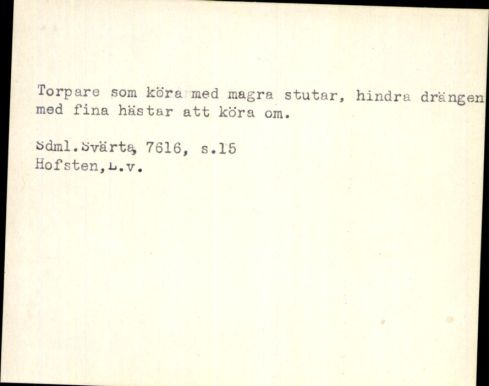 Torpare som köra med magra stutar, hindra drängen
med fina hästar att köra om.
Sdml.Svärta, 7616, s.15
Hofsten,L.v.